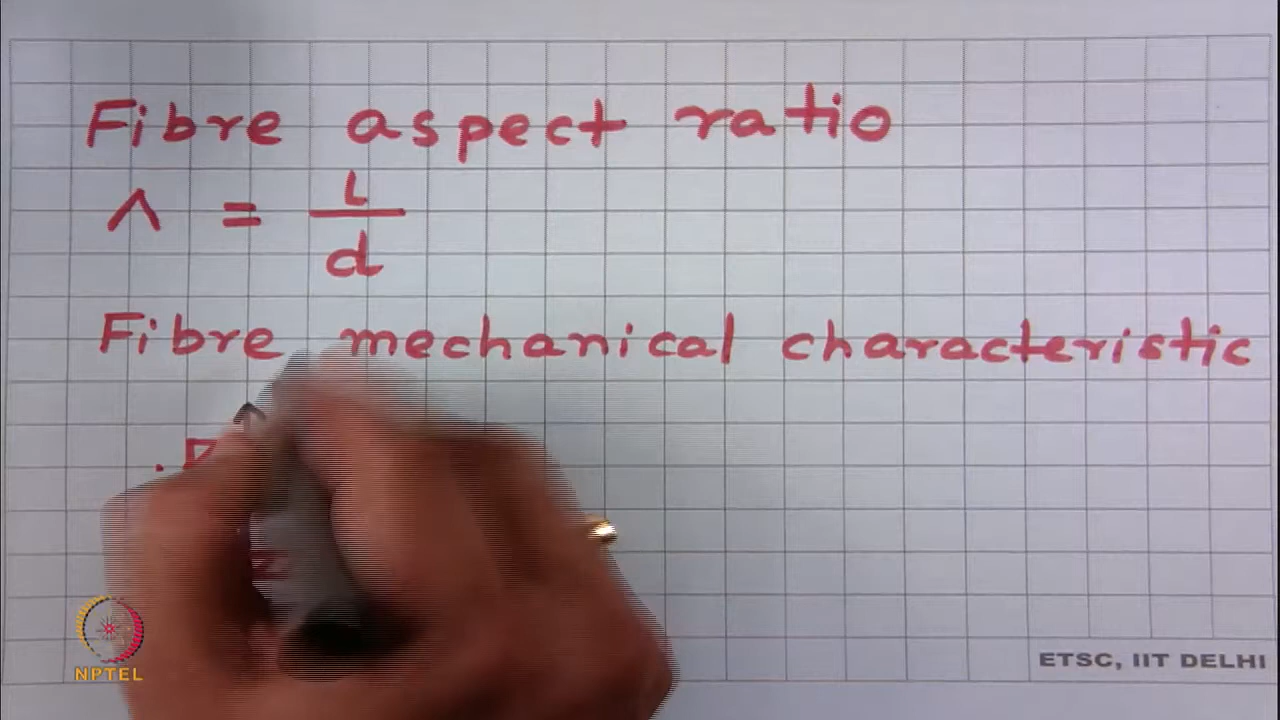 Fibre aspect ratio
Λ = l
d
Fibre mechanical characteristic
NPTEL
ETSC, IIT DELHI